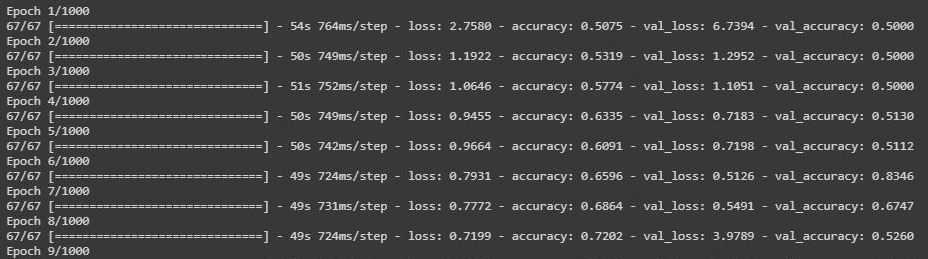 Epoch 1/1000
67/67 [==============================] - 54s 764ms/step - loss: 2.7580 - accuracy: 0.5075 - val_loss: 6.7394 - val_accuracy: 0.5000
Epoch 2/1000
67/67 [==============================] - 50s 749ms/step - loss: 1.1922 - accuracy: 0.5319 - val_loss: 1.2952 - val_accuracy: 0.5000
Epoch 3/1000
67/67 [==============================] - 51s 752ms/step - loss: 1.0646 - accuracy: 0.5774 - val_loss: 1.1051 - val_accuracy: 0.5000
Epoch 4/1000
67/67 [==============================] - 50s 749ms/step - loss: 0.9455 - accuracy: 0.6335 - val_loss: 0.7183 - val_accuracy: 0.5130
Epoch 5/1000
67/67 [==============================] - 50s 742ms/step - loss: 0.9664 - accuracy: 0.6091 - val_loss: 0.7198 - val_accuracy: 0.5112
Epoch 6/1000
67/67 [==============================] - 49s 724ms/step - loss: 0.7931 - accuracy: 0.6596 - val_loss: 0.5126 - val_accuracy: 0.8346
Epoch 7/1000
67/67 [==============================] - 49s 731ms/step - loss: 0.7772 - accuracy: 0.6864 - val_loss: 0.5491 - val_accuracy: 0.6747
Epoch 8/1000
67/67 [==============================] - 49s 724ms/step - loss: 0.7199 - accuracy: 0.7202 - val_loss: 3.9789 - val_accuracy: 0.5260
Epoch 9/1000